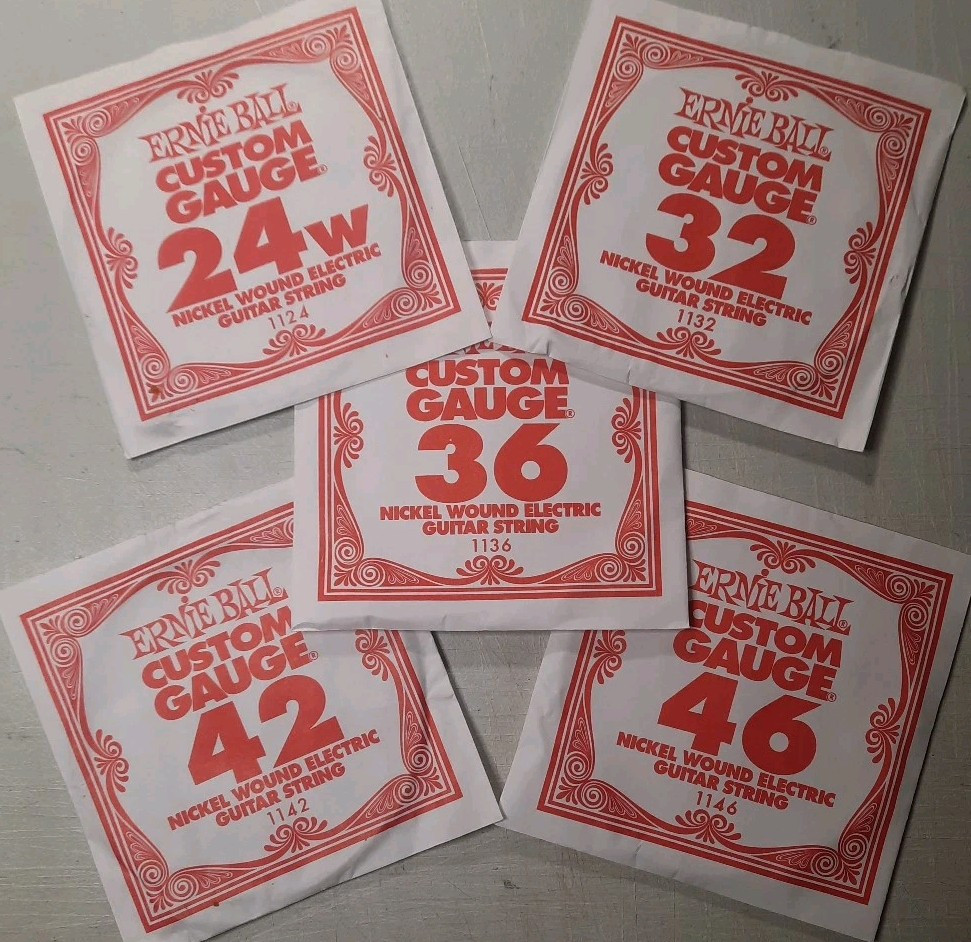 ERNIE BALL®
CUSTOM
GAUGE®
24w
NICKEL WOUND ELECTRIC
GUITAR STRING
1124
ERNIE BALL®
CUSTOM
GAUGE®
32
NICKEL WOUND ELECTRIC
GUITAR STRING
1132
CUSTOM
GAUGE®
36
NICKEL WOUND ELECTRIC
GUITAR STRING
1136
ERNIE BALL®
CUSTOM
GAUGE®
42
NICKEL WOUND ELECTRIC
GUITAR STRING
1142
ERNIE BALL®
CUSTOM
GAUGE®
46
NICKEL WOUND ELECTRIC
GUITAR STRING
1146